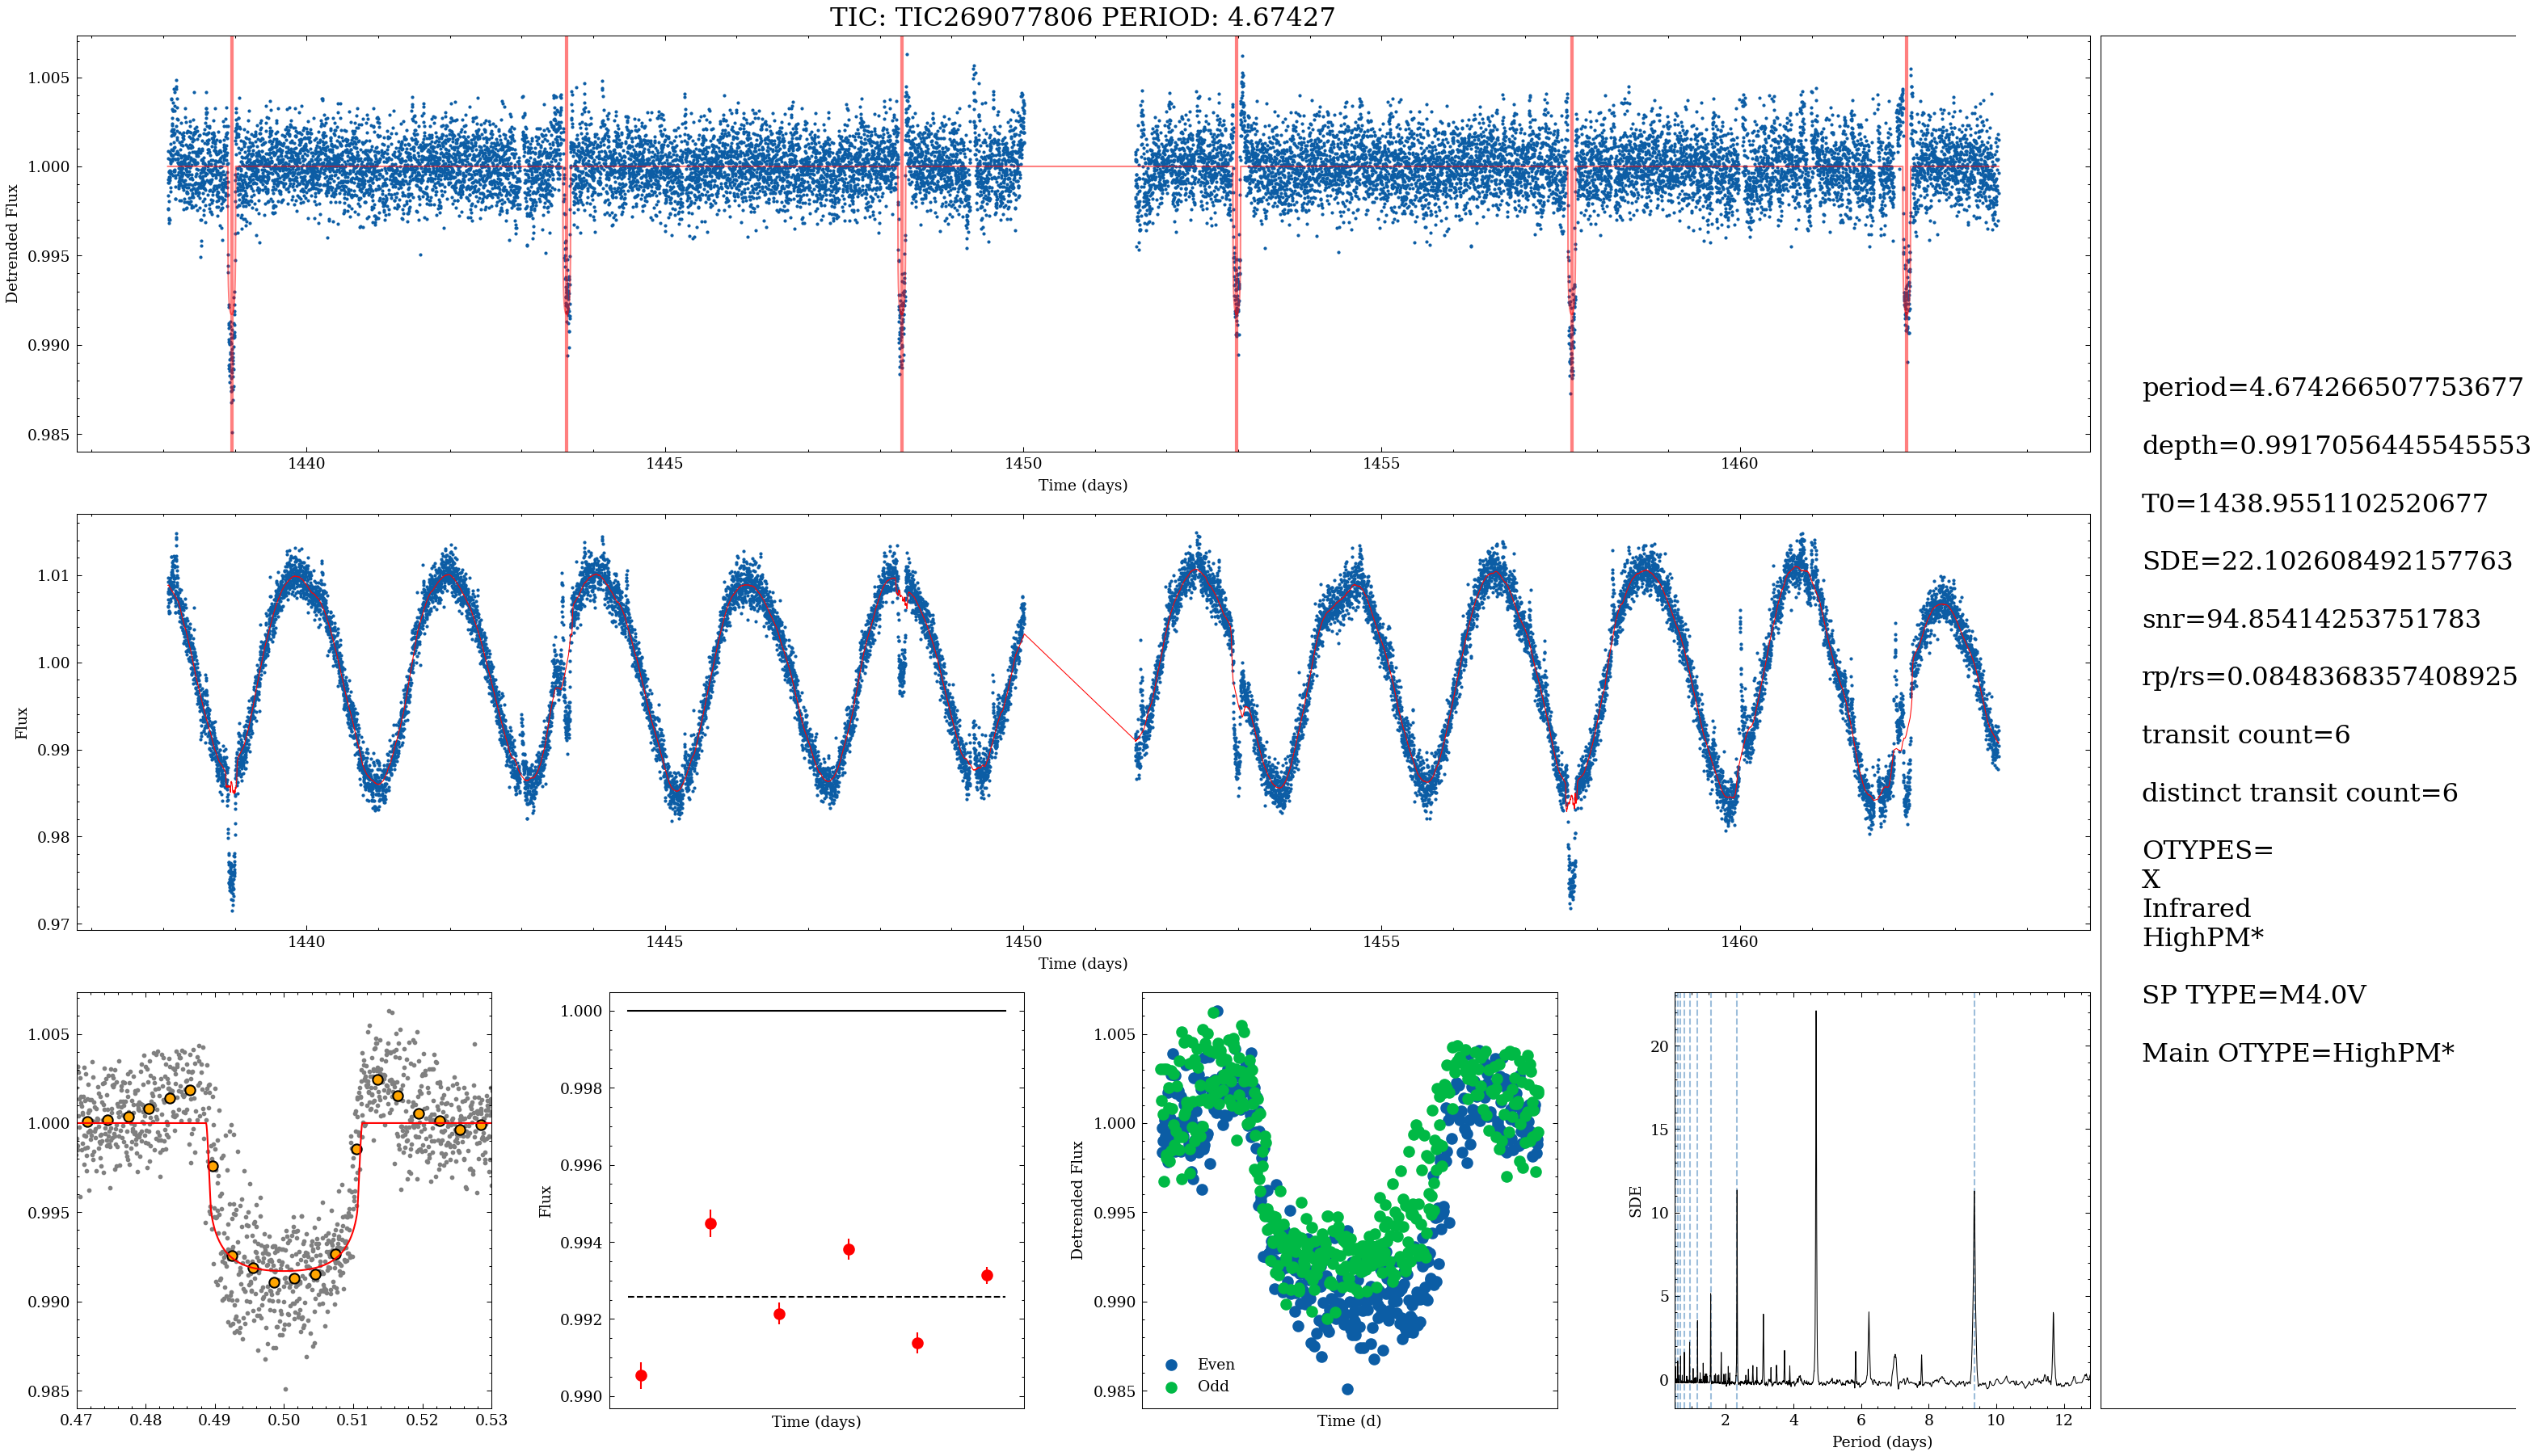 TIC: TIC269077806 PERIOD: 4.67427
Detrended Flux
1.005
1.000
0.995
0.990
0.985
1440
1445
1450
1455
1460
Time (days)
Flux
1.01
1.00
0.99
0.98
0.97
1440
1445
1450
1455
1460
Time (days)
1.005
1.000
0.995
0.990
0.985
0.47
0.48
0.49
0.50
0.51
0.52
0.53
Flux
1.000
0.998
0.996
0.994
0.992
0.990
Time (days)
Detrended Flux
1.005
1.000
0.995
0.990
0.985
Even
Odd
Time (d)
SDE
20
15
10
5
0
2
4
6
8
10
12
Period (days)
period=4.674266507753677
depth=0.9917056445545553
T0=1438.9551102520677
SDE=22.102608492157763
snr=94.85414253751783
rp/rs=0.0848368357408925
transit count=6
distinct transit count=6
OTYPES=
X
Infrared
HighPM*
SP TYPE=M4.0V
Main OTYPE=HighPM*